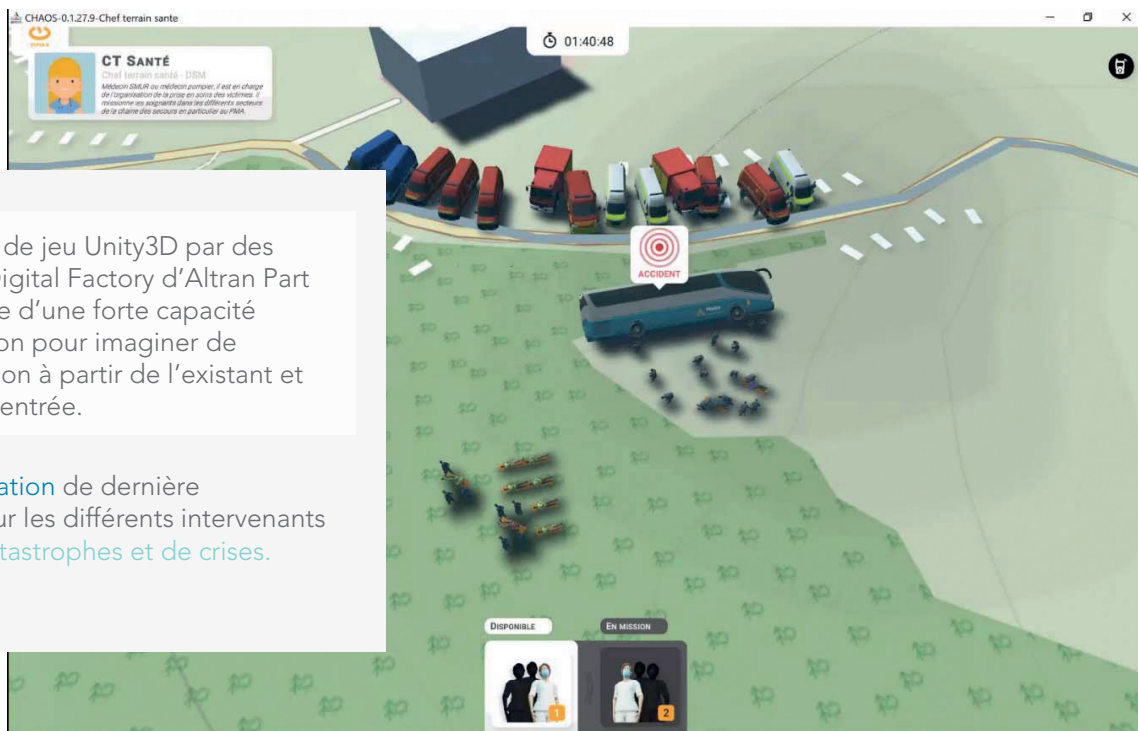 CHAOS-0.1.27.9-Chef terrain sante
01:40:48
CT SANTÉ
Chef terrain santé - DSM
Médecin SMUR ou médecin pompier, il est en charge
de l'organisation de la prise en soins des victimes. Il
missionne les soignants dans les différents secteurs
de la chaine des secours en particulier au PMA.
de jeu Unity3D par des
Digital Factory d'Altran Part
e d'une forte capacité
on pour imaginer de
on à partir de l'existant et
entrée.
ation de dernière
ur les différents intervenants
tastrophes et de crises.
ACCIDENT
DISPONIBLE
EN MISSION
1
2